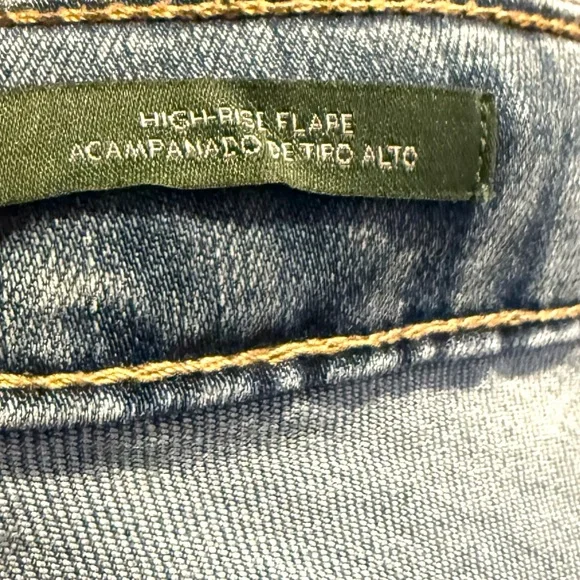 HIGH-RISE FLARE
ACAMPANADO DE TIRO ALTO